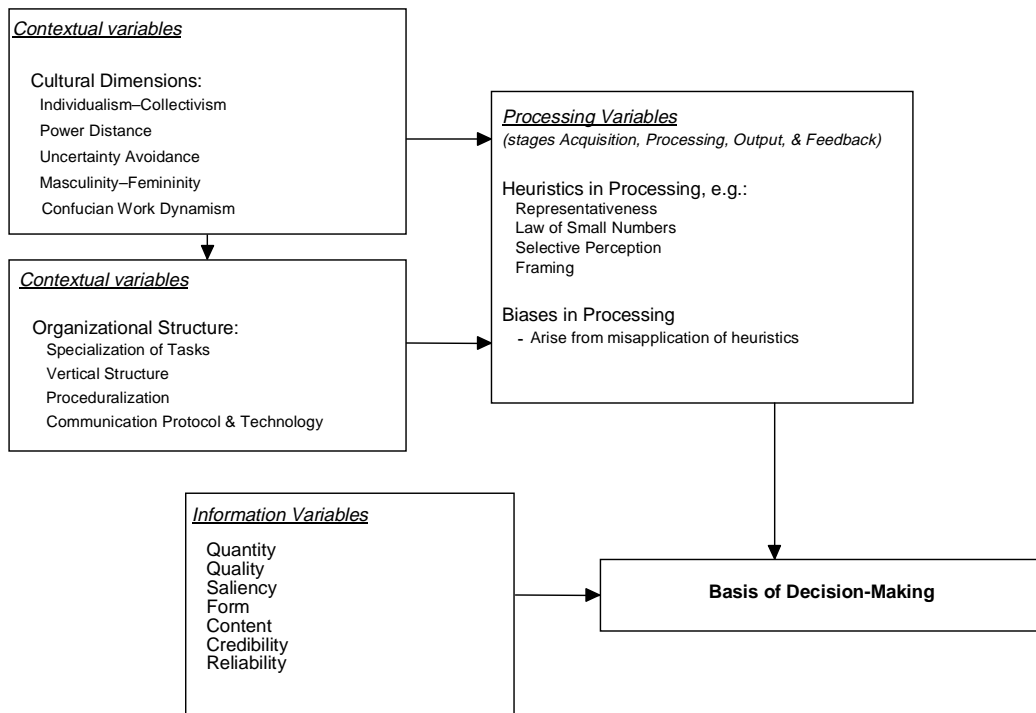 Contextual variables
Cultural Dimensions:
Individualism–Collectivism
Power Distance
Uncertainty Avoidance
Masculinity–Femininity
Confucian Work Dynamism
Contextual variables
Organizational Structure:
Specialization of Tasks
Vertical Structure
Proceduralization
Communication Protocol & Technology
Processing Variables
(stages Acquisition, Processing, Output, & Feedback)
Heuristics in Processing, e.g.:
Representativeness
Law of Small Numbers
Selective Perception
Framing
Biases in Processing
- Arise from misapplication of heuristics
Information Variables
Quantity
Quality
Saliency
Form
Content
Credibility
Reliability
Basis of Decision-Making